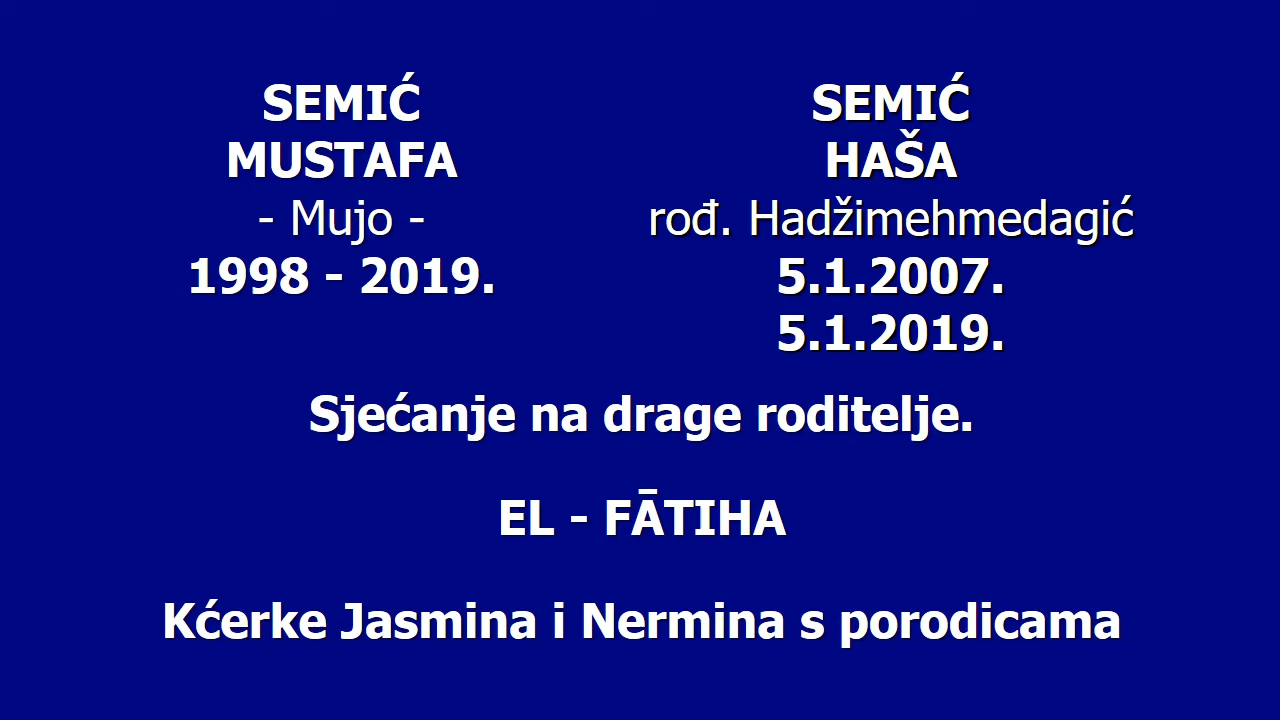 SEMIĆ
MUSTAFA
- Mujo -
1998 - 2019.
SEMIĆ
HAŠA
rođ. Hadžimehmedagić
5.1.2007.
5.1.2019.
Sjećanje na drage roditelje.
EL - FĀTIHA
Kćerke Jasmina i Nermina s porodicama